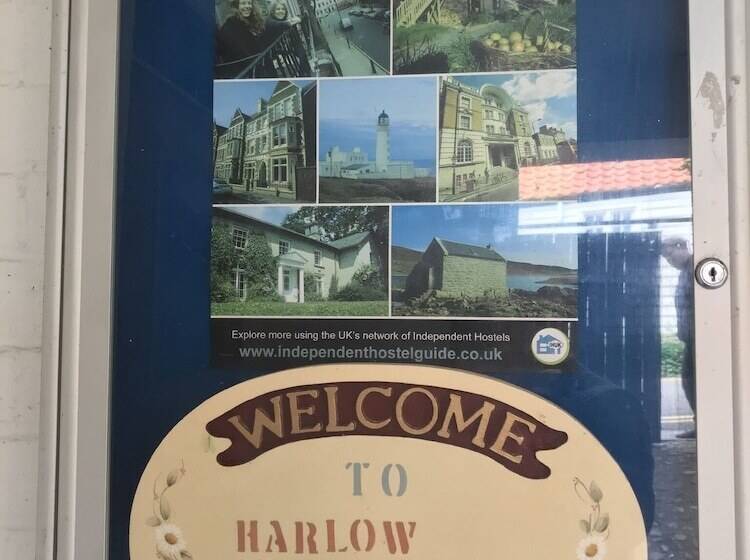 Explore more using the UK's network of Independent Hostels
www.independenthostelguide.co.uk
WELCOME
TO
HARLOW